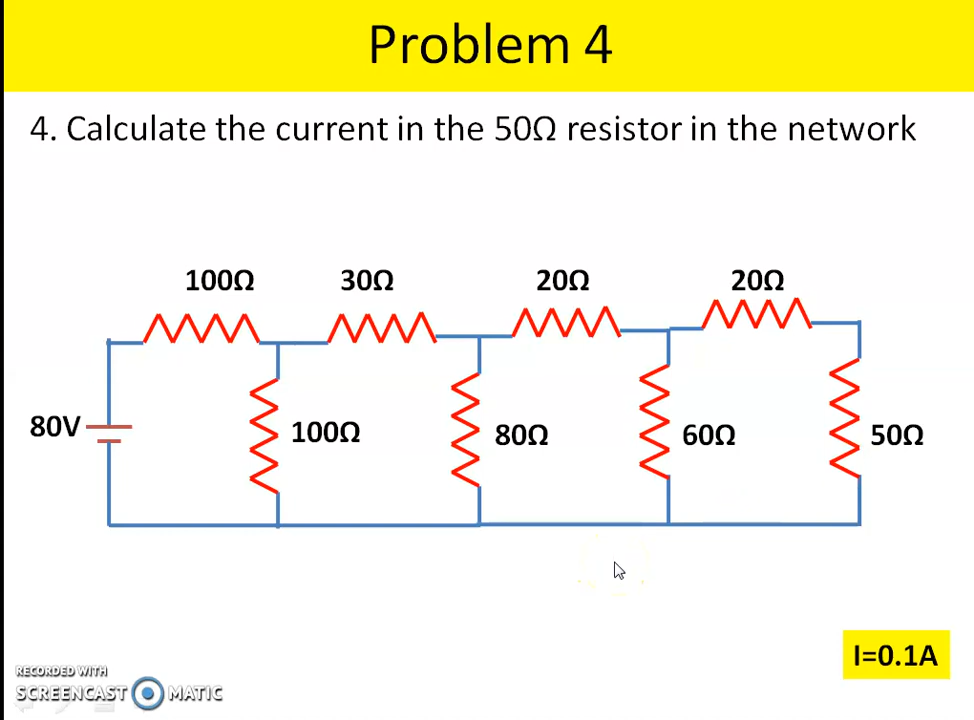 Problem 4
4. Calculate the current in the 50Ω resistor in the network
100Ω 30Ω 20Ω 20Ω
80V 100Ω 80Ω 60Ω 50Ω
I=0.1A
RECORDED WITH
SCREENCAST MATIC